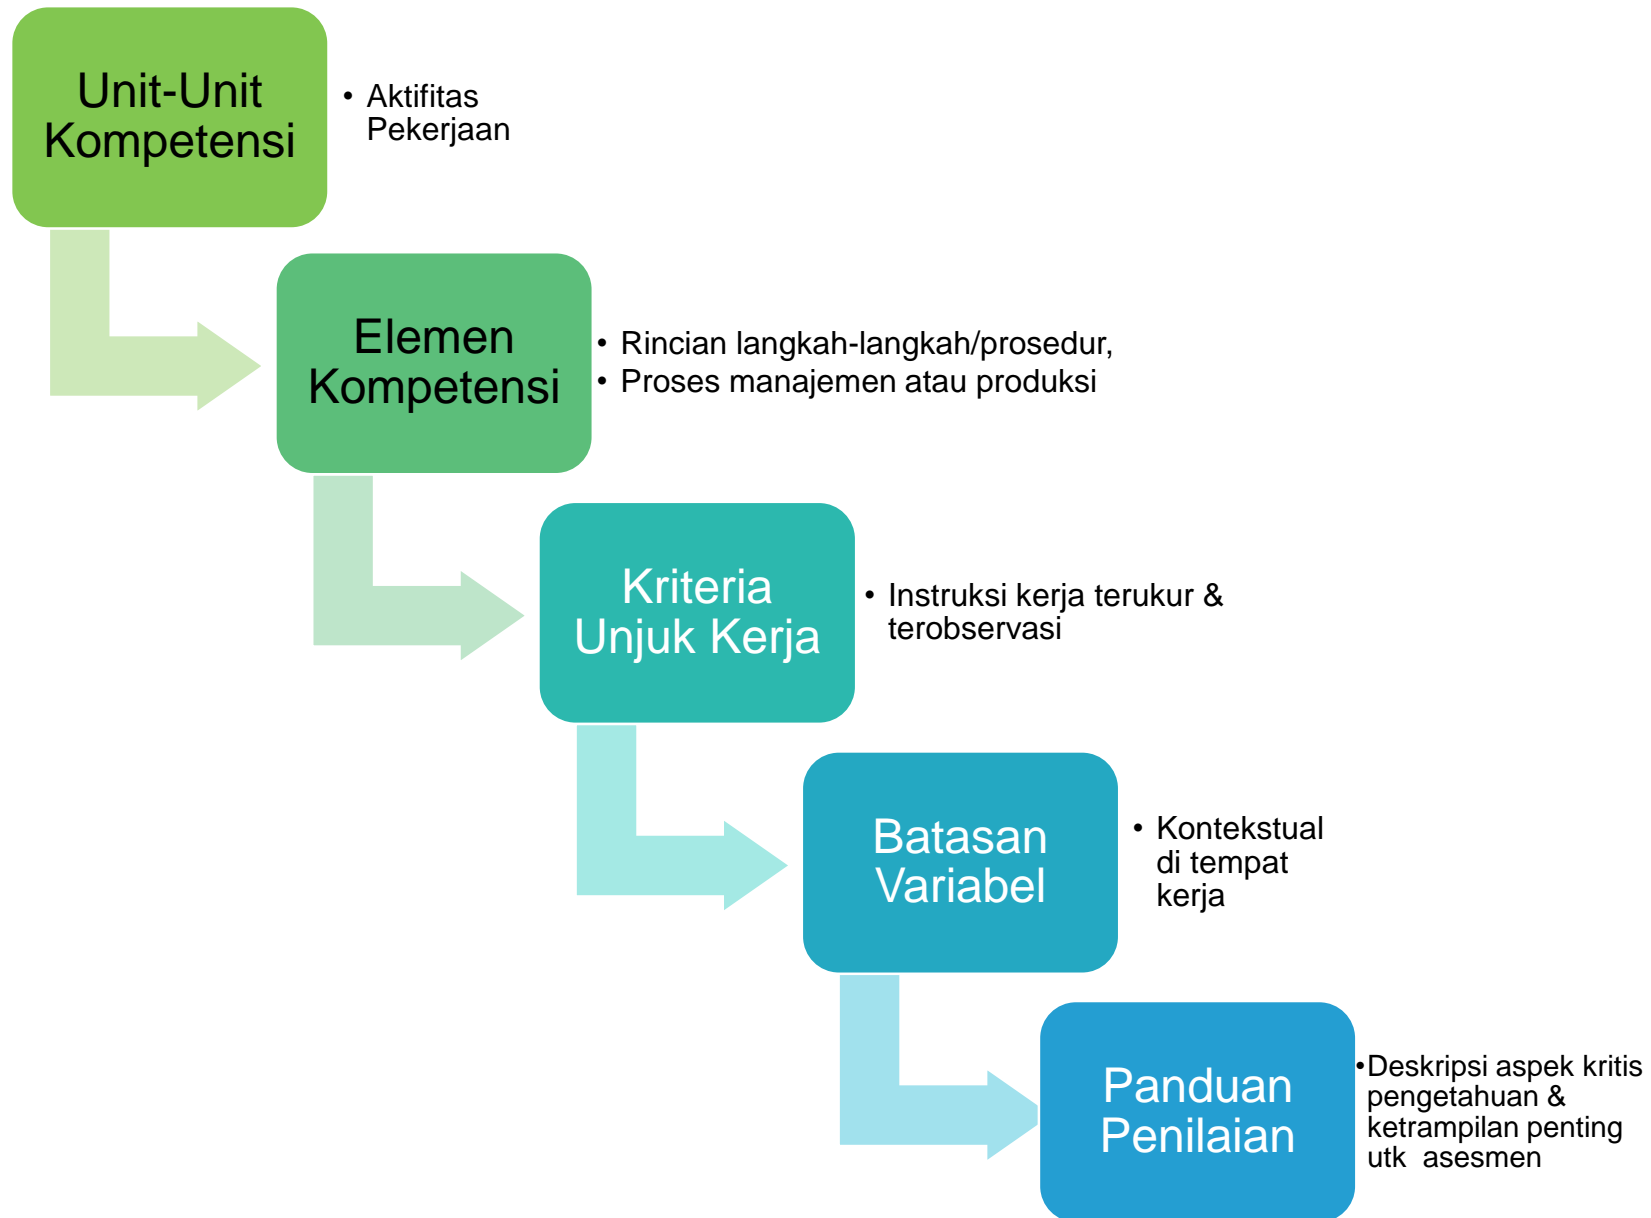 Unit-Unit
Kompetensi
• Aktifitas
Pekerjaan
Elemen
Kompetensi
• Rincian langkah-langkah/prosedur,
• Proses manajemen atau produksi
Kriteria
Unjuk Kerja
• Instruksi kerja terukur &
terobservasi
Batasan
Variabel
• Kontekstual
di tempat
kerja
Panduan
Penilaian
•Deskripsi aspek kritis
pengetahuan &
ketrampilan penting
utk  asesmen